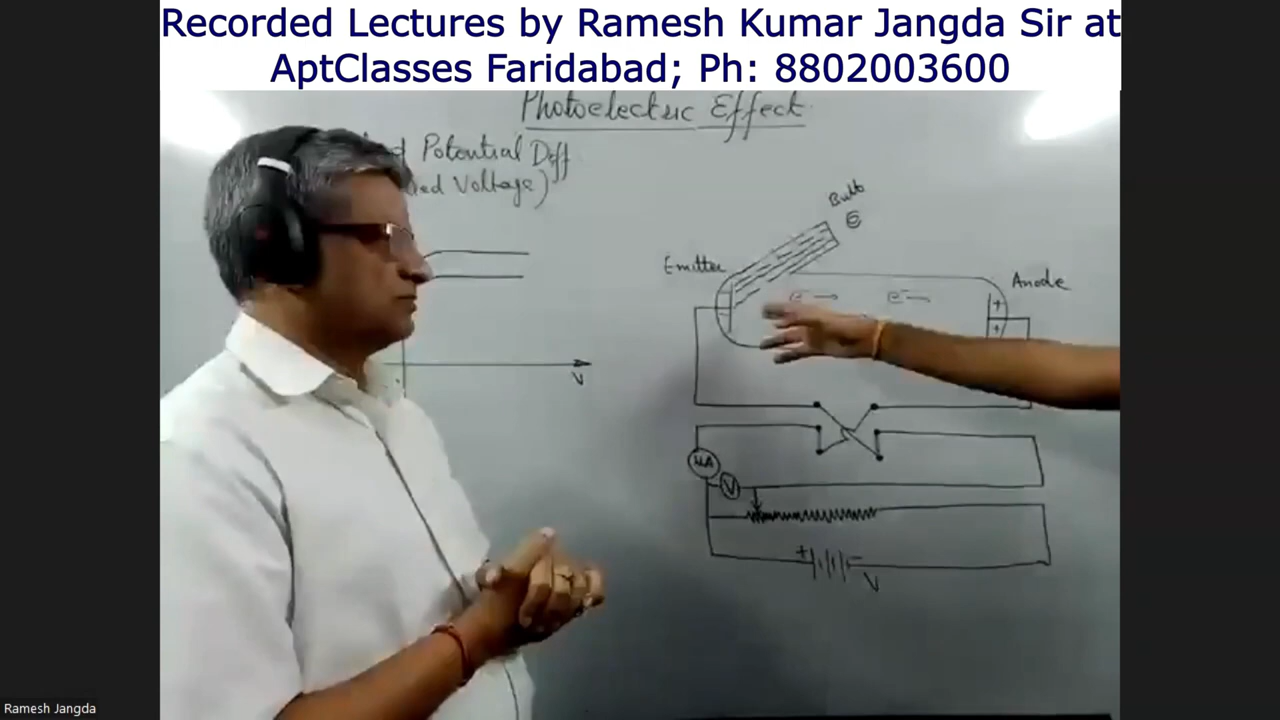 Recorded Lectures by Ramesh Kumar Jangda Sir at
AptClasses Faridabad; Ph: 8802003600
Photoelectric Effect
Potential Diff
Voltage)
Bulb
Emitter
Anode
e⁻→ e⁻→
+
+
V
μA
V
+ −
V
Ramesh Jangda